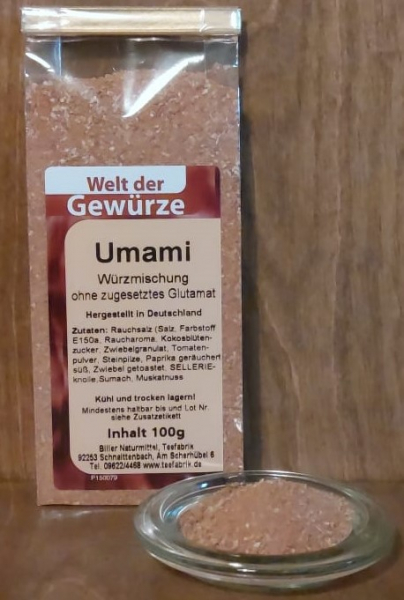 Welt der
Gewürze
Umami
Würzmischung
ohne zugesetztes Glutamat
Hergestellt in Deutschland
Zutaten: Rauchsalz (Salz, Farbstoff
E150a, Raucharoma, Kokosblüten-
zucker, Zwiebelgranulat, Tomaten-
pulver, Steinpilze, Paprika geräuchert
süß, Zwiebel getoastet, SELLERIE-
knolle,Sumach, Muskatnuss
Kühl und trocken lagern!
Mindestens haltbar bis und Lot Nr
siehe Zusatzetikett
Inhalt 100g
Biller Naturmittel, Teefabrik
92253 Schnaittenbach, Am Scherhübel 6
Tel. 09622/4468 www.teefabrik.de
F150079